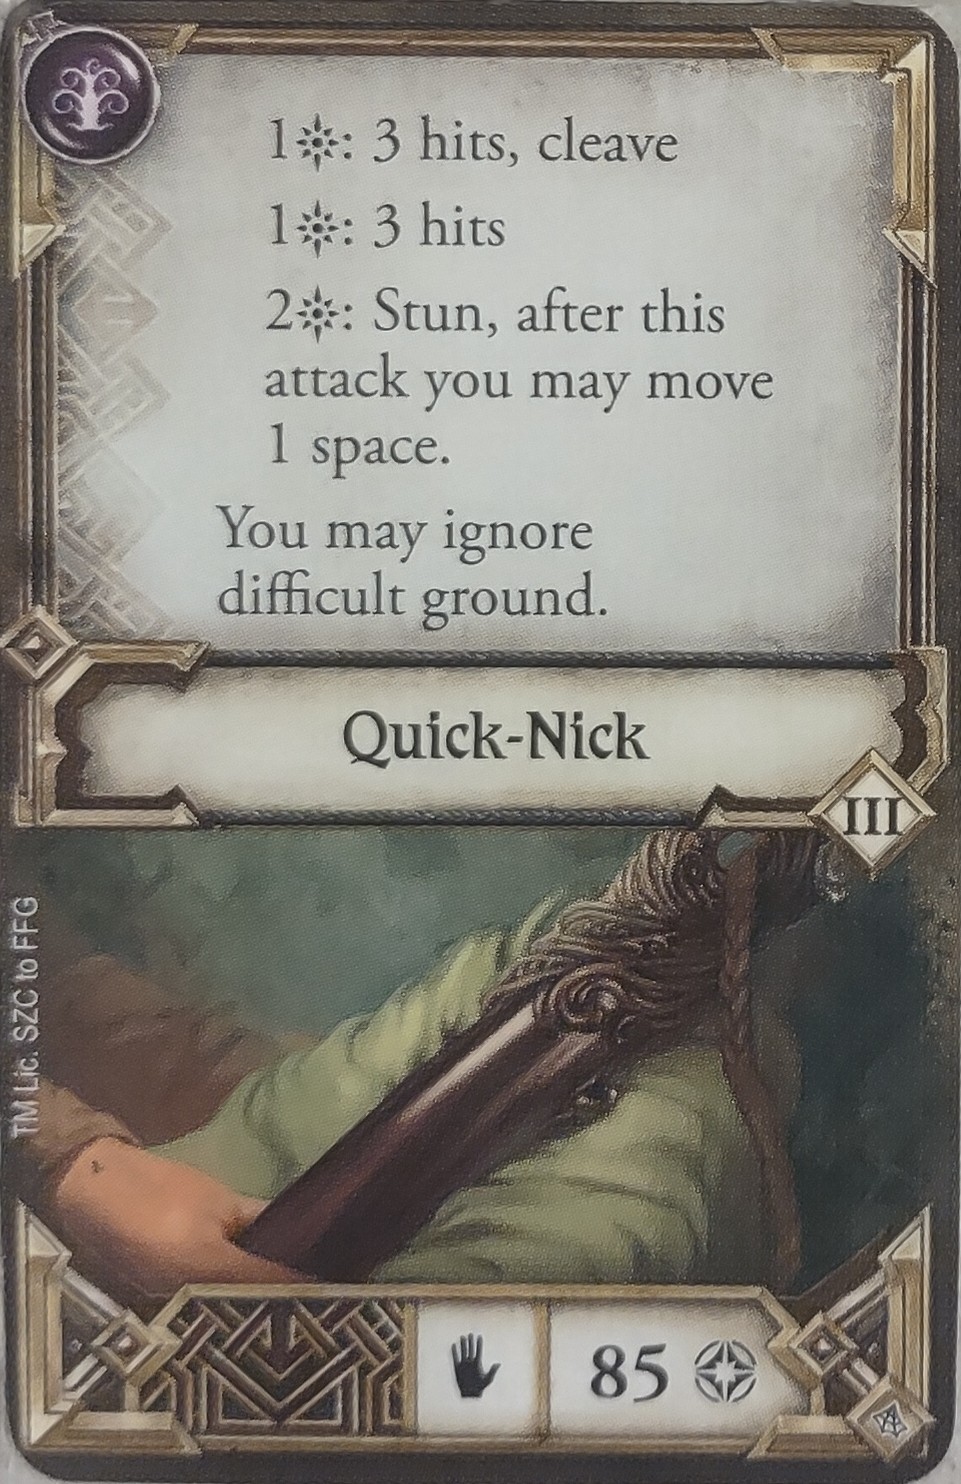 1☀: 3 hits, cleave
1☀: 3 hits
2☀: Stun, after this
attack you may move
1 space.
You may ignore
difficult ground.
Quick-Nick
III
TM Lic. SZC to FFG
85